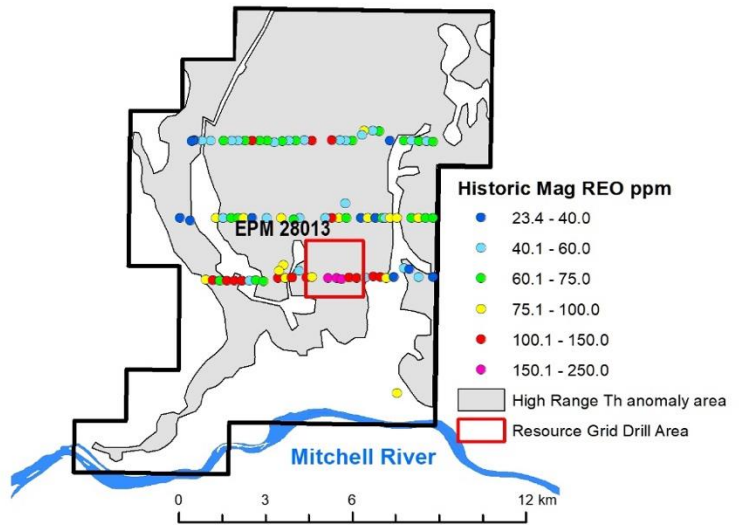 EPM 28013
Historic Mag REO ppm
23.4 - 40.0
40.1 - 60.0
60.1 - 75.0
75.1 - 100.0
100.1 - 150.0
150.1 - 250.0
High Range Th anomaly area
Resource Grid Drill Area
Mitchell River
0 3 6 12 km